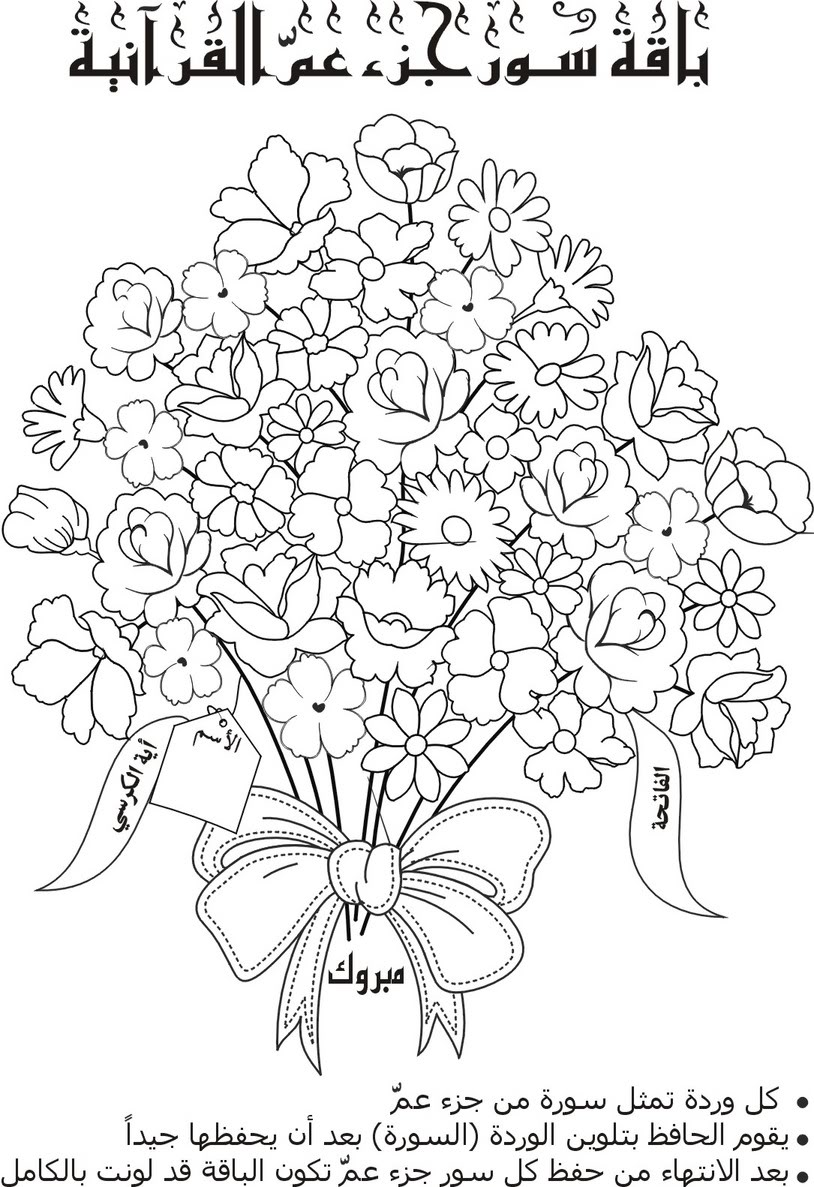 باقة سور جزء عمّ القرآنية
الأسم
أية الكرسي
الفاتحة
مبروك
• كل وردة تمثل سورة من جزء عمّ
• يقوم الحافظ بتلوين الوردة (السورة) بعد أن يحفظها جيداً
• بعد الانتهاء من حفظ كل سور جزء عمّ تكون الباقة قد لونت بالكامل